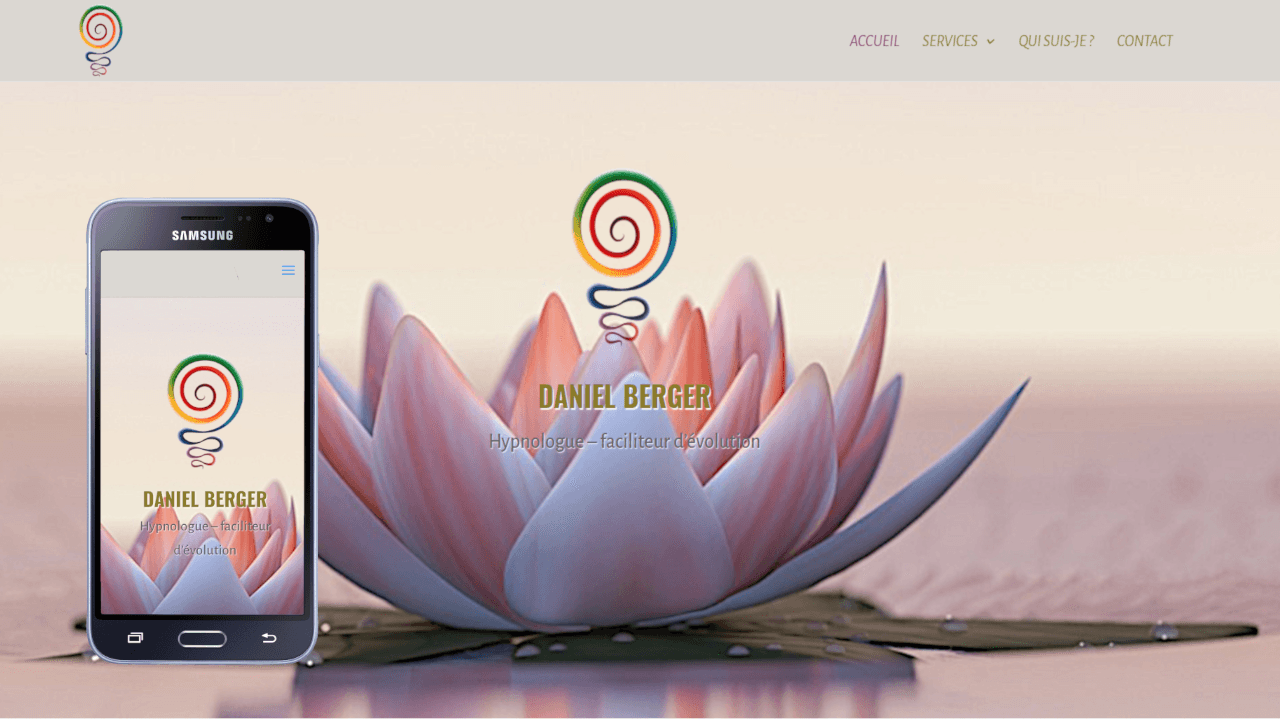 ACCUEIL SERVICES QUI SUIS-JE ? CONTACT
DANIEL BERGER
Hypnologue – faciliteur d'évolution
SAMSUNG
DANIEL BERGER
Hypnologue – faciliteur
d'évolution